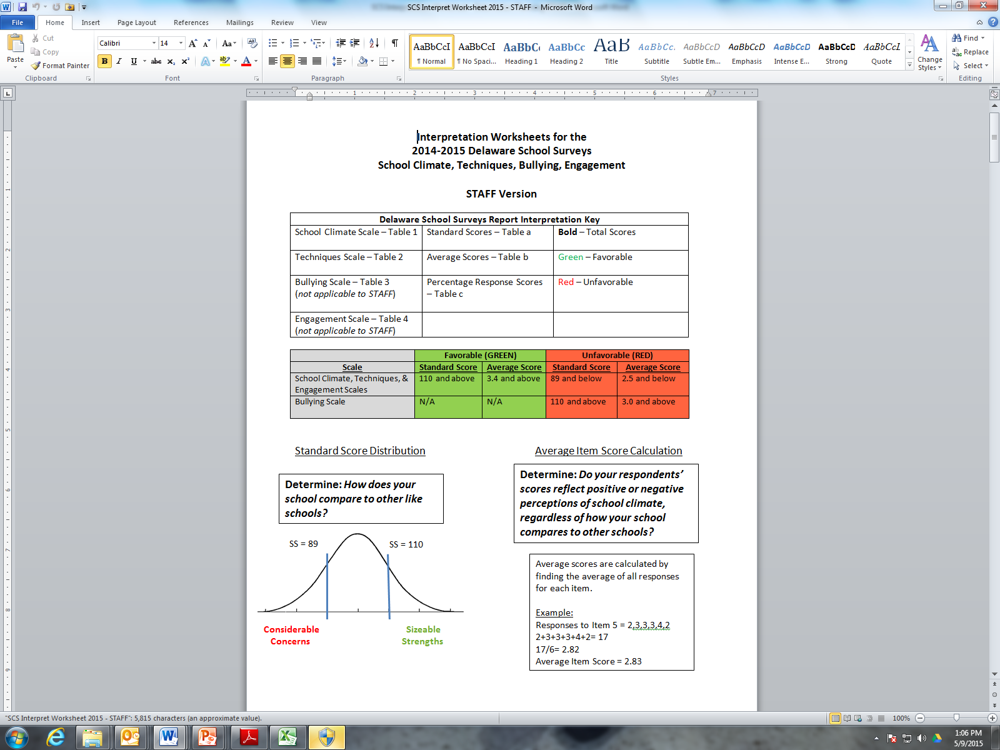 SCS Interpret Worksheet 2015 - STAFF - Microsoft Word
File Home Insert Page Layout References Mailings Review View
Paste
Cut
Copy
Format Painter
Clipboard
Calibri 14
B I U abc x₂ x²
Font
Paragraph
AaBbCcI AaBbCcI AaBbCc AaBbCc AaB AaBbCc. AaBbCcD AaBbCcD AaBbCcD AaBbCcD AaBbCcL
¶ Normal ¶ No Spaci... Heading 1 Heading 2 Title Subtitle Subtle Em... Emphasis Intense E... Strong Quote
Change
Styles
Styles
Find
Replace
Select
Editing
1 2 3 4 5 6 7
Interpretation Worksheets for the
2014-2015 Delaware School Surveys
School Climate, Techniques, Bullying, Engagement
STAFF Version
Delaware School Surveys Report Interpretation Key
School Climate Scale – Table 1 Standard Scores – Table a Bold – Total Scores
Techniques Scale – Table 2 Average Scores – Table b Green – Favorable
Bullying Scale – Table 3 Percentage Response Scores Red – Unfavorable
(not applicable to STAFF) – Table c
Engagement Scale – Table 4
(not applicable to STAFF)
Favorable (GREEN) Unfavorable (RED)
Scale Standard Score Average Score Standard Score Average Score
School Climate, Techniques, & 110 and above 3.4 and above 89 and below 2.5 and below
Engagement Scales
Bullying Scale N/A N/A 110 and above 3.0 and above
Standard Score Distribution
Determine: How does your
school compare to other like
schools?
SS = 89 SS = 110
Considerable
Concerns
Sizeable
Strengths
Average Item Score Calculation
Determine: Do your respondents’
scores reflect positive or negative
perceptions of school climate,
regardless of how your school
compares to other schools?
Average scores are calculated by
finding the average of all responses
for each item.
Example:
Responses to Item 5 = 2,3,3,3,4,2
2+3+3+3+4+2= 17
17/6= 2.82
Average Item Score = 2.83
"SCS Interpret Worksheet 2015 - STAFF": 5,815 characters (an approximate value).
100%
1:06 PM
5/9/2015